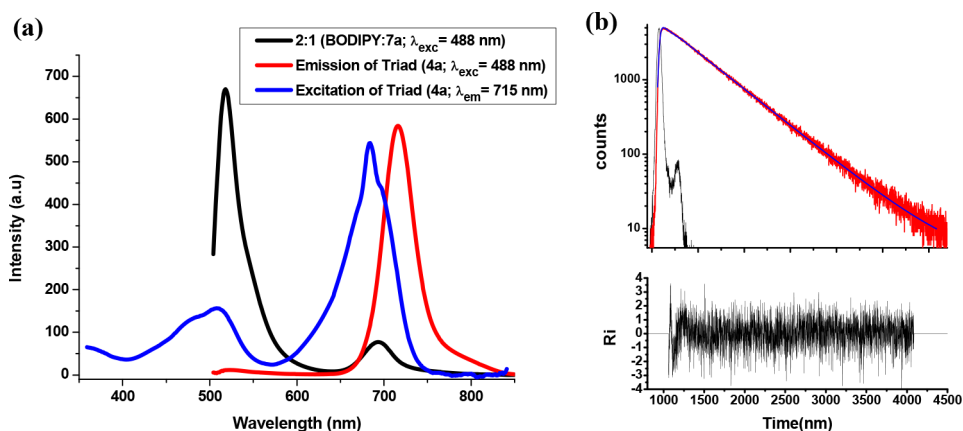 (a)
2:1 (BODIPY:7a; λexc= 488 nm)
Emission of Triad (4a; λexc= 488 nm)
Excitation of Triad (4a; λem= 715 nm)
Intensity (a.u)
700
600
500
400
300
200
100
0
400 500 600 700 800
Wavelength (nm)
(b)
counts
1000
100
10
Ri
4
3
2
1
0
-1
-2
-3
-4
1000 1500 2000 2500 3000 3500 4000 4500
Time(nm)